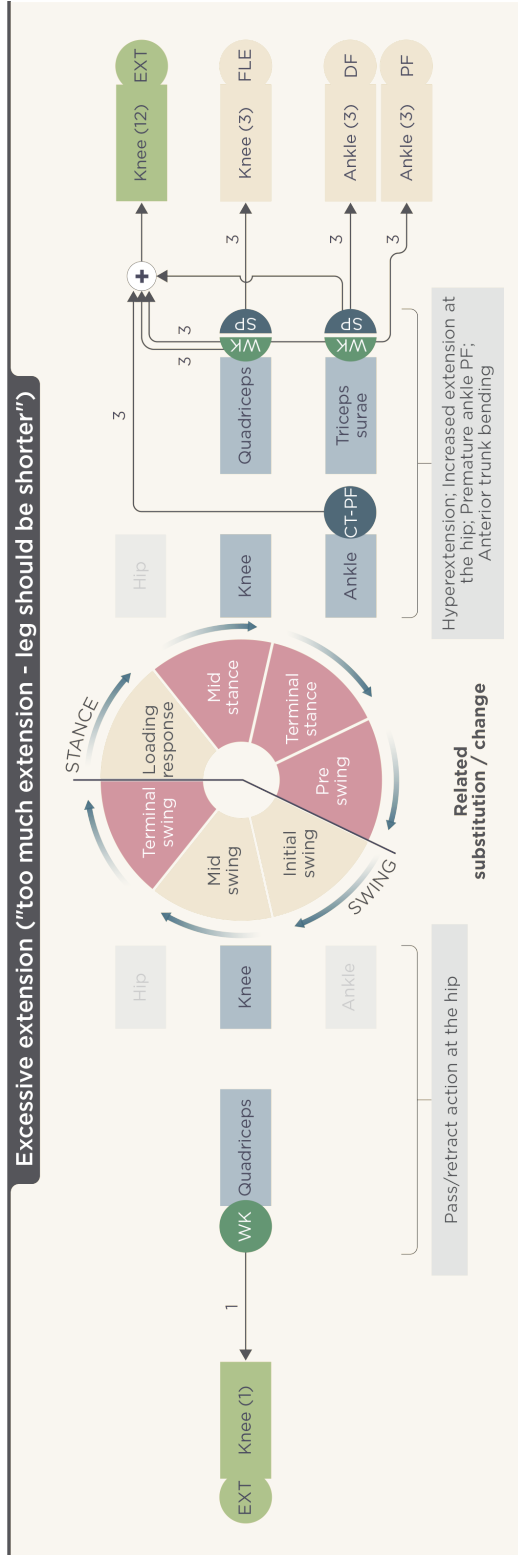 Excessive extension ("too much extension - leg should be shorter")
EXT
Knee (1)
1
WK
Quadriceps
Hip
Knee
Ankle
Pass/retract action at the hip
STANCE
SWING
Terminal
swing
Loading
response
Mid
swing
Mid
stance
Initial
swing
Terminal
stance
Pre
swing
Related
substitution / change
Hip
Knee
Ankle
CT-PF
Quadriceps
WK
SP
Triceps
surae
WK
SP
3
3
3
+
3
3
3
Knee (12)
EXT
Knee (3)
FLE
Ankle (3)
DF
Ankle (3)
PF
Hyperextension; Increased extension at
the hip; Premature ankle PF;
Anterior trunk bending